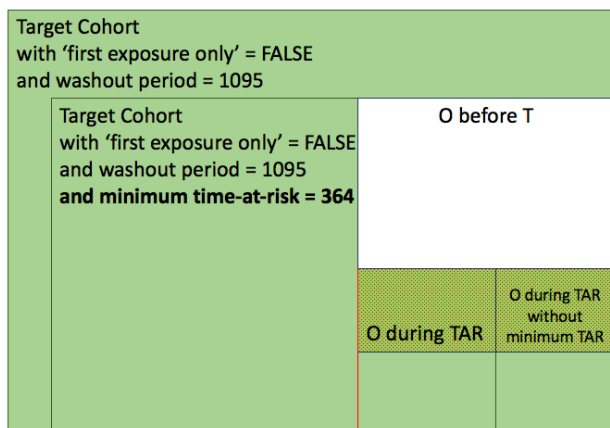 Target Cohort
with ‘first exposure only’ = FALSE
and washout period = 1095
Target Cohort
with ‘first exposure only’ = FALSE
and washout period = 1095
and minimum time-at-risk = 364
O before T
O during TAR
O during TAR
without
minimum TAR